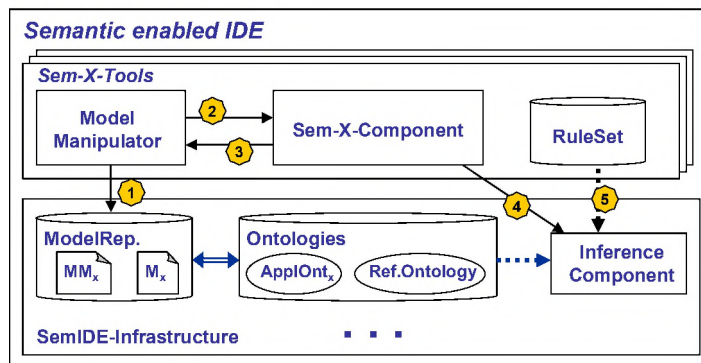 Semantic enabled IDE
Sem-X-Tools
Model
Manipulator
2
3
Sem-X-Component
RuleSet
1
4
5
ModelRep.
MMx
Mx
Ontologies
ApplOntx
Ref.Ontology
Inference
Component
SemIDE-Infrastructure
. . .